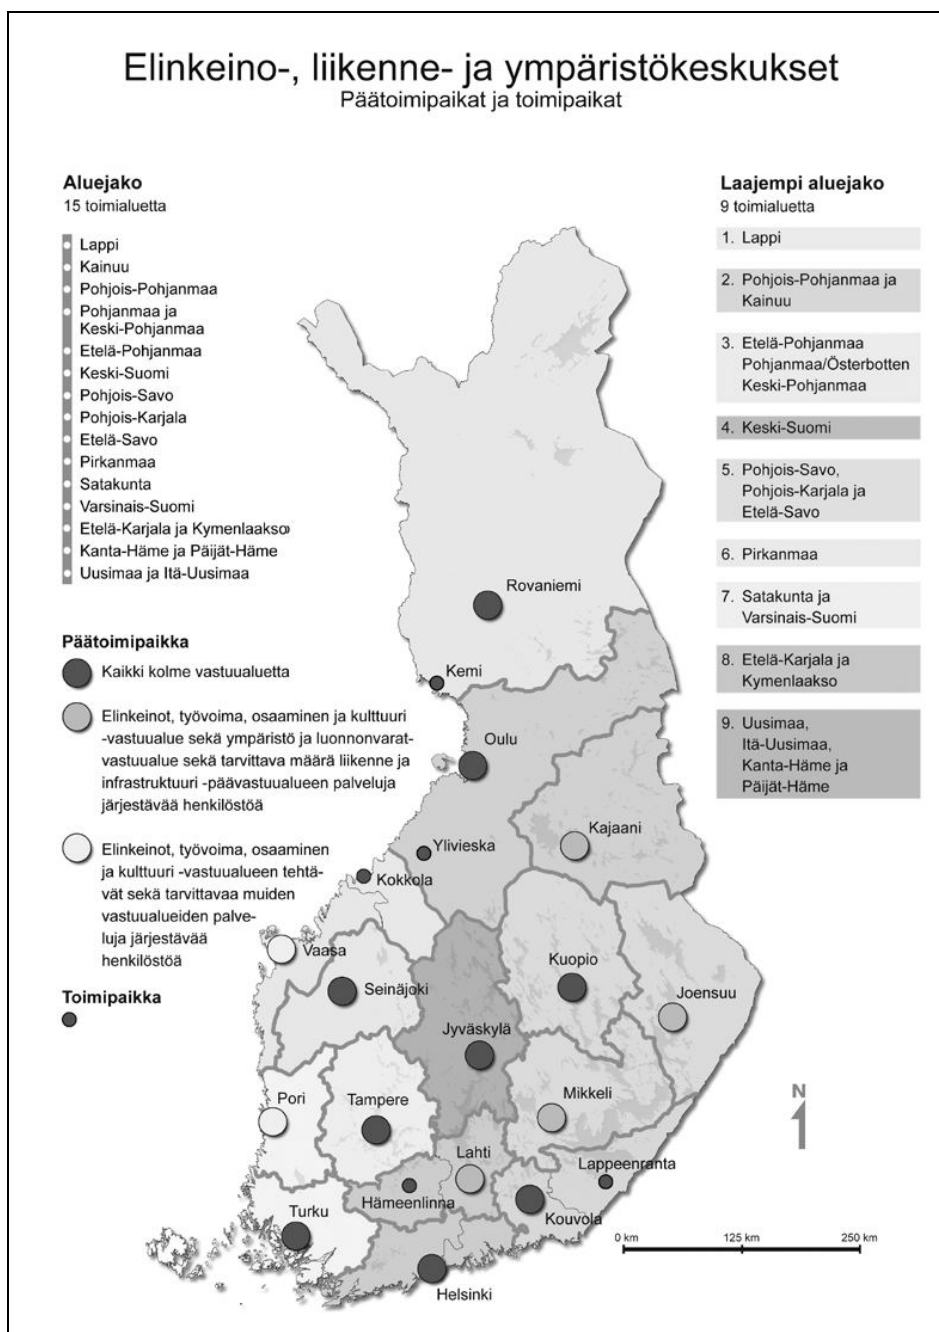 Elinkeino-, liikenne- ja ympäristökeskukset
Päätoimipaikat ja toimipaikat
Aluejako
15 toimialuetta
Lappi
Kainuu
Pohjois-Pohjanmaa
Pohjanmaa ja
Keski-Pohjanmaa
Etelä-Pohjanmaa
Keski-Suomi
Pohjois-Savo
Pohjois-Karjala
Etelä-Savo
Pirkanmaa
Satakunta
Varsinais-Suomi
Etelä-Karjala ja Kymenlaakso
Kanta-Häme ja Päijät-Häme
Uusimaa ja Itä-Uusimaa
Päätoimipaikka
Kaikki kolme vastuualuetta
Elinkeinot, työvoima, osaaminen ja kulttuuri
-vastuualue sekä ympäristö ja luonnonvarat-
vastuualue sekä tarvittava määrä liikenne ja
infrastruktuuri -päävastuualueen palveluja
järjestävää henkilöstöä
Elinkeinot, työvoima, osaaminen
ja kulttuuri -vastuualueen tehtä-
vät sekä tarvittavaa muiden
vastuualueiden palve-
luja järjestävää
henkilöstöä
Toimipaikka
Laajempi aluejako
9 toimialuetta
1. Lappi
2. Pohjois-Pohjanmaa ja
Kainuu
3. Etelä-Pohjanmaa
Pohjanmaa/Österbotten
Keski-Pohjanmaa
4. Keski-Suomi
5. Pohjois-Savo,
Pohjois-Karjala ja
Etelä-Savo
6. Pirkanmaa
7. Satakunta ja
Varsinais-Suomi
8. Etelä-Karjala ja
Kymenlaakso
9. Uusimaa,
Itä-Uusimaa,
Kanta-Häme ja
Päijät-Häme
Rovaniemi
Kemi
Oulu
Kajaani
Ylivieska
Kokkola
Vaasa
Seinäjoki
Kuopio
Joensuu
Jyväskylä
Pori
Tampere
Mikkeli
Lahti
Lappeenranta
Hämeenlinna
Turku
Kouvola
Helsinki
N
0 km 125 km 250 km